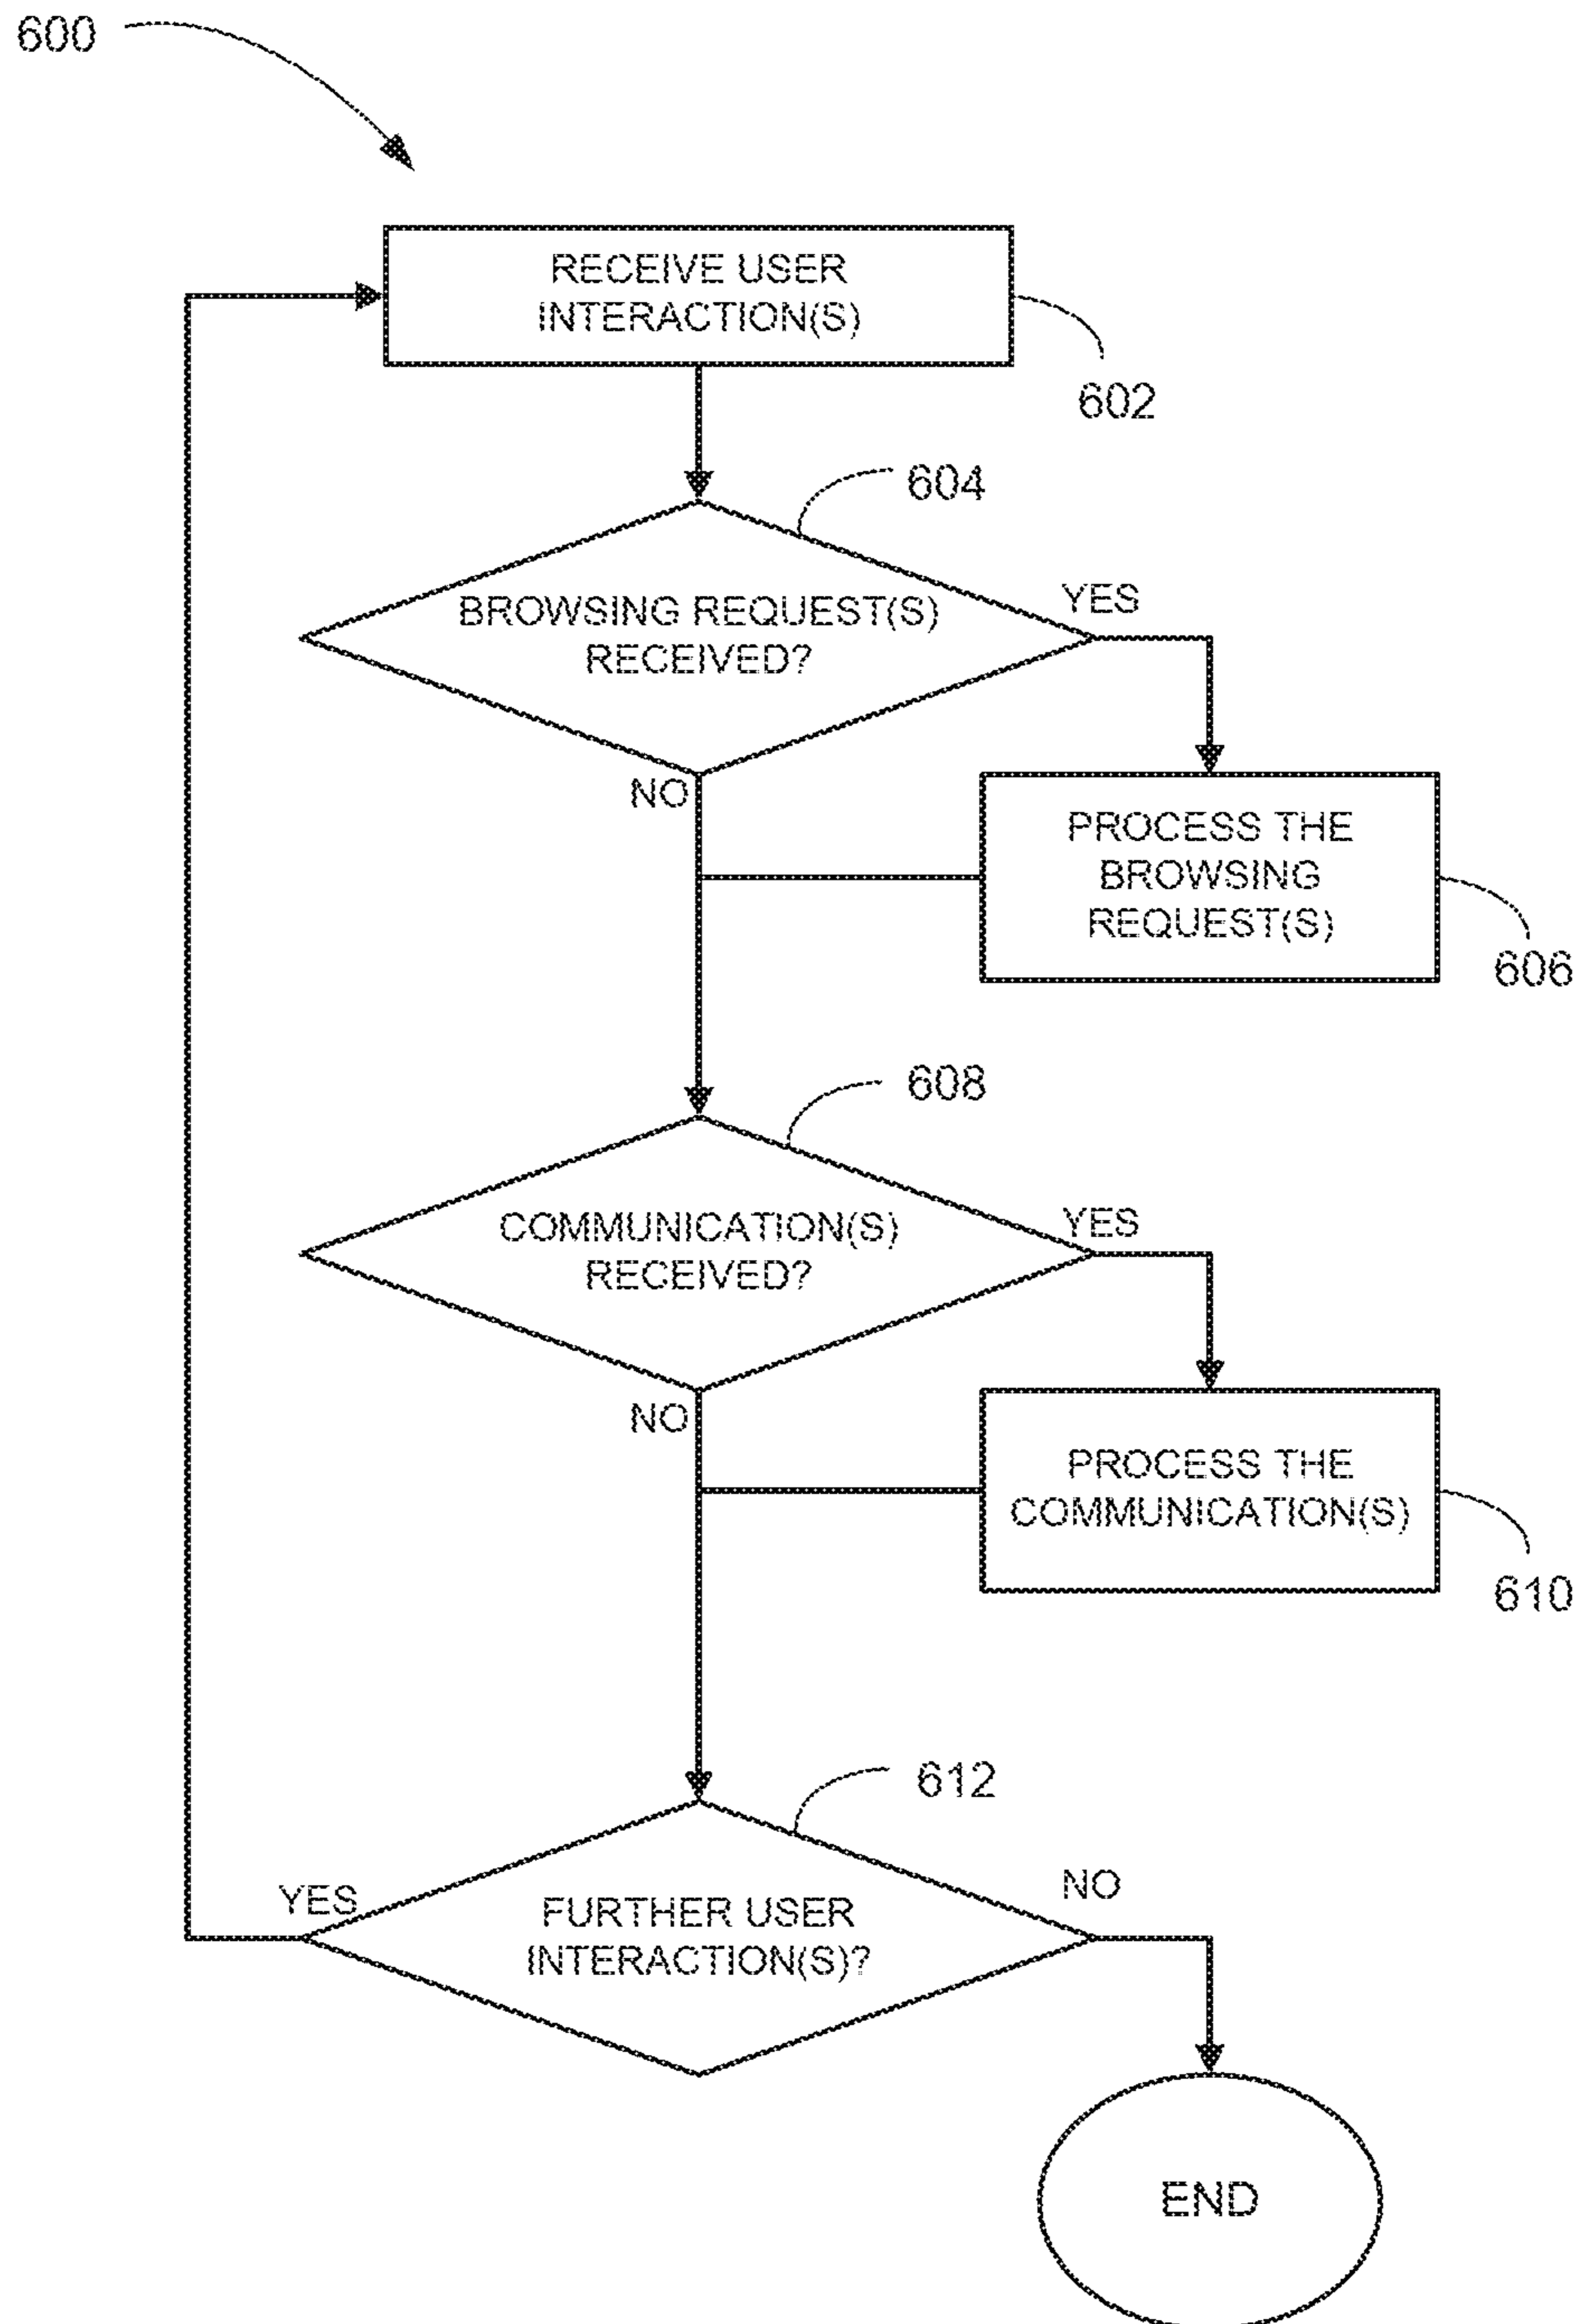 600
RECEIVE USER
INTERACTION(S)
602
604
BROWSING REQUEST(S)
RECEIVED?
YES
NO
PROCESS THE
BROWSING
REQUEST(S)
606
608
COMMUNICATION(S)
RECEIVED?
YES
NO
PROCESS THE
COMMUNICATION(S)
610
612
YES
FURTHER USER
INTERACTION(S)?
NO
END